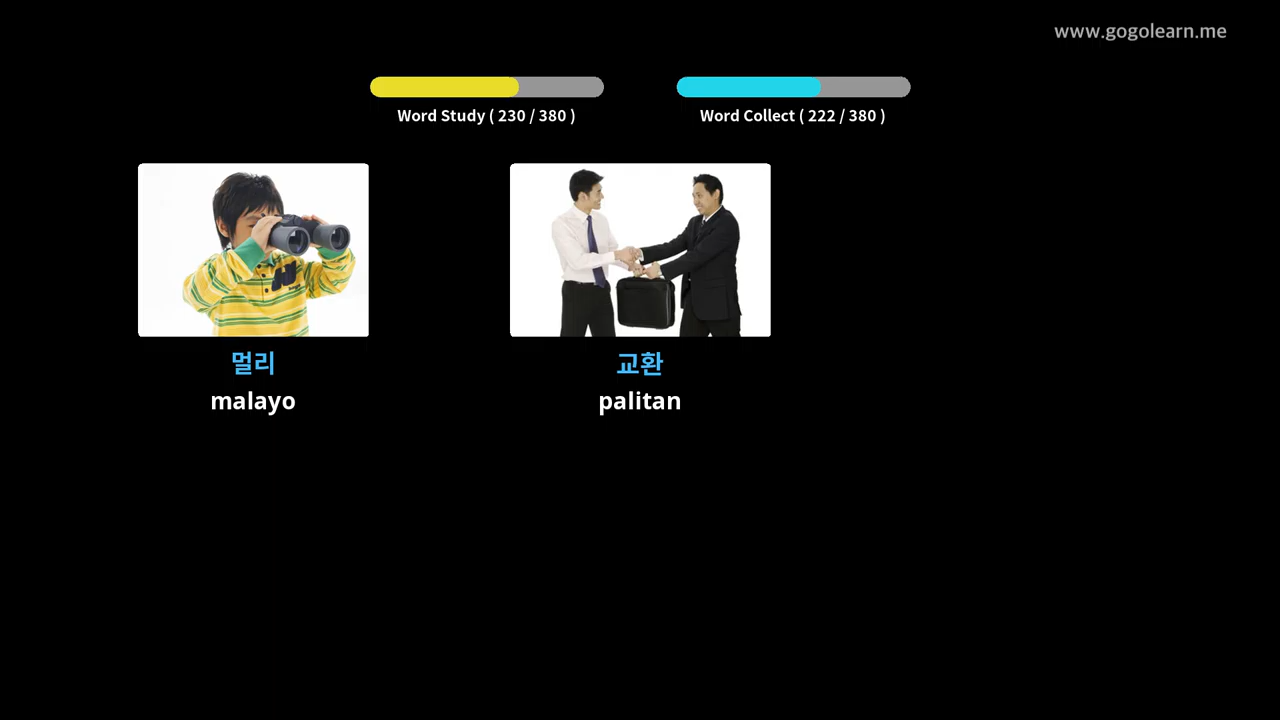 www.gogolearn.me
Word Study ( 230 / 380 )
Word Collect ( 222 / 380 )
멀리
malayo
교환
palitan